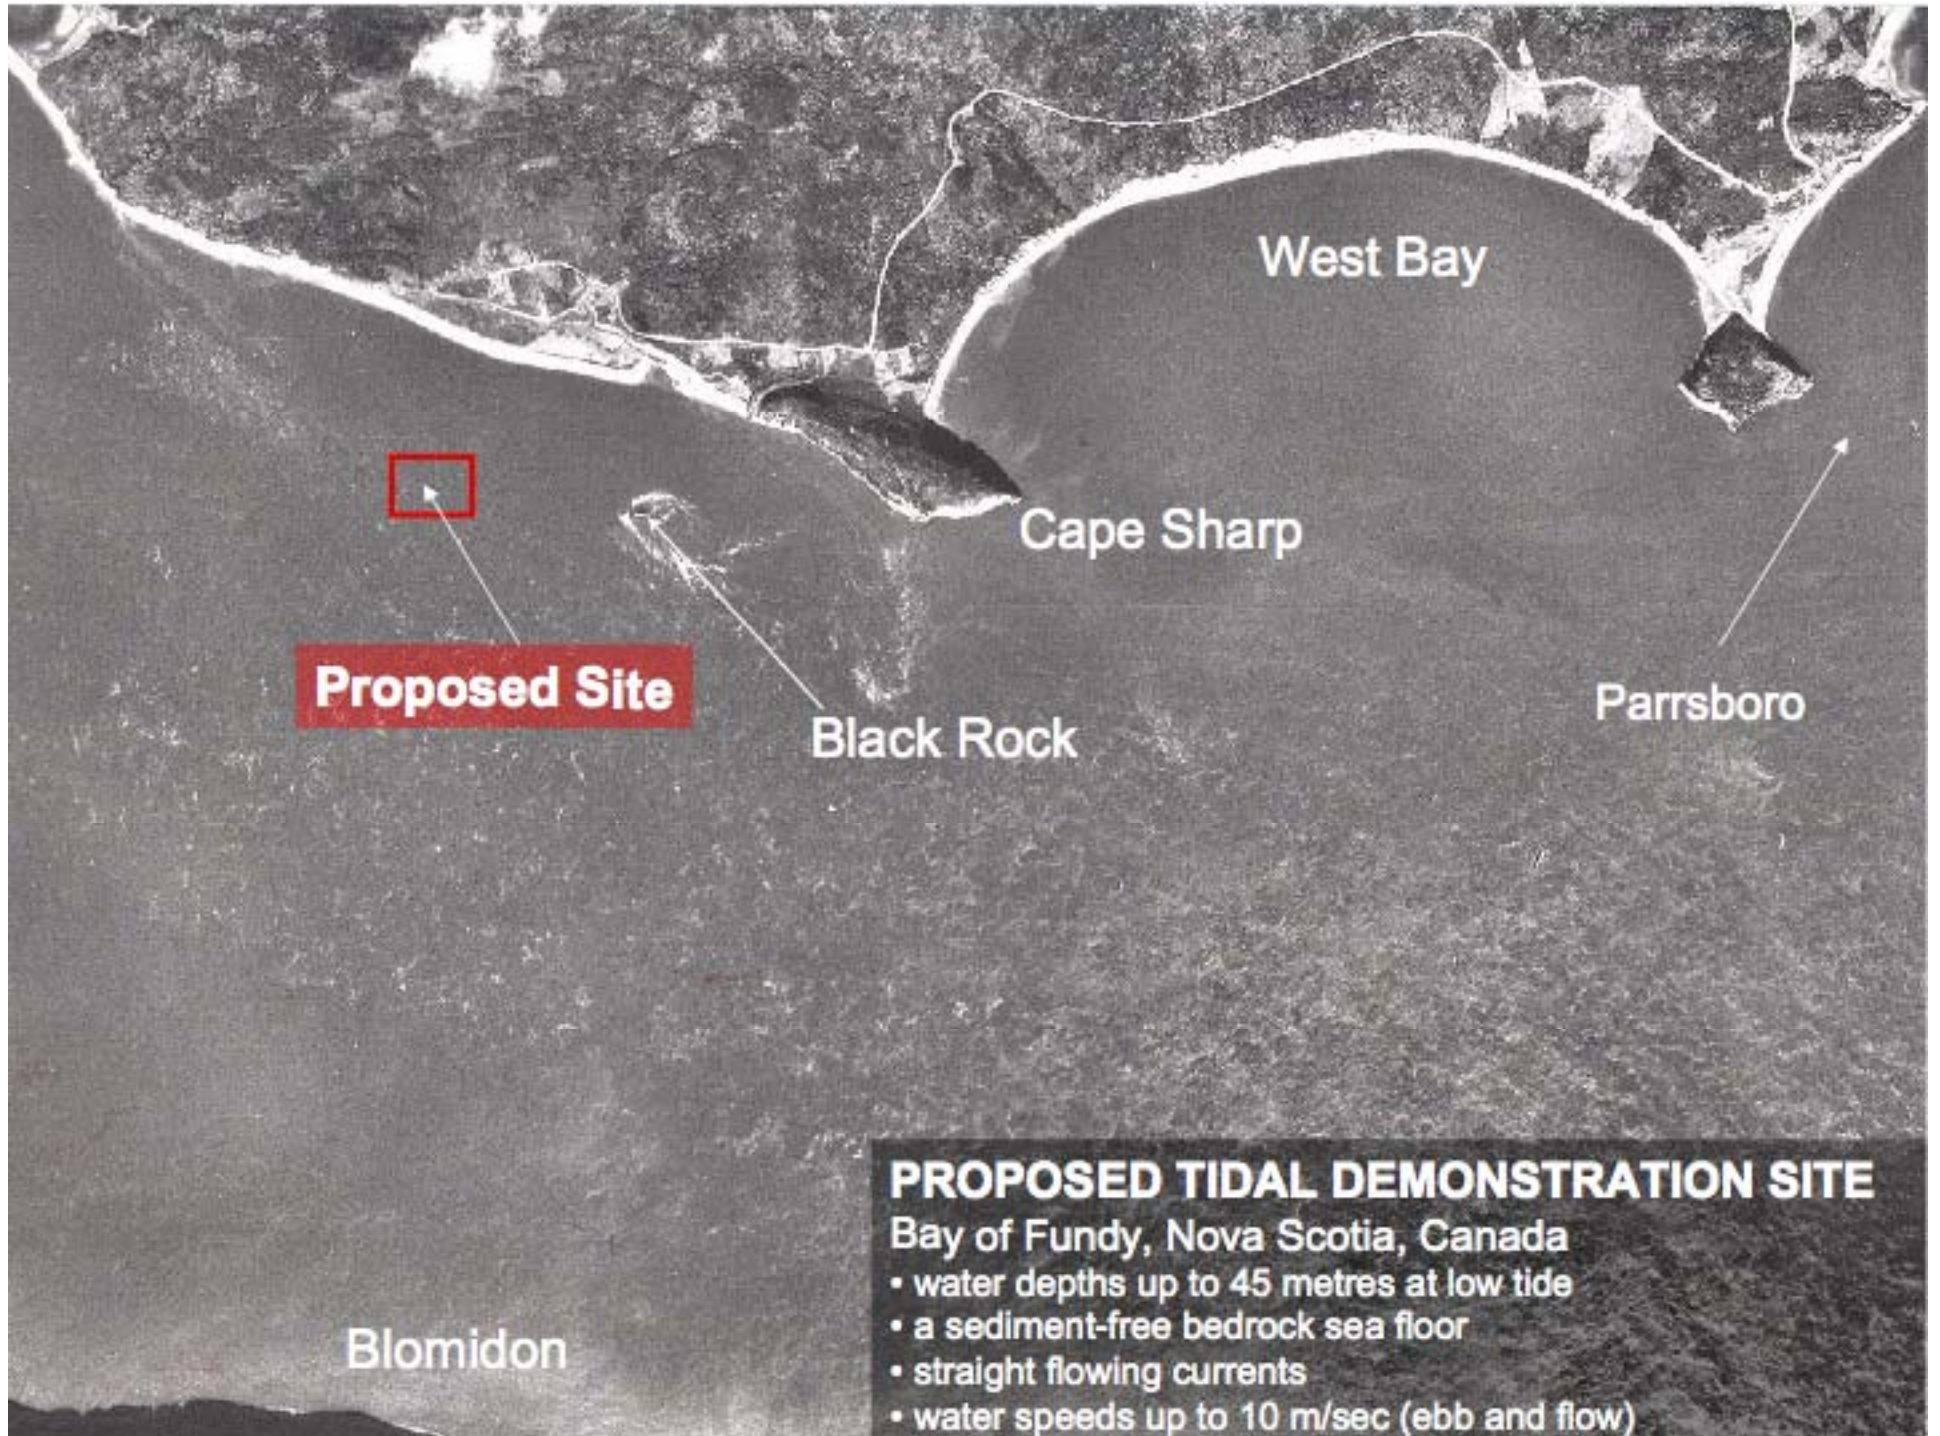 West Bay
Cape Sharp
Proposed Site
Parrsboro
Black Rock
PROPOSED TIDAL DEMONSTRATION SITE
Bay of Fundy, Nova Scotia, Canada
• water depths up to 45 metres at low tide
• a sediment-free bedrock sea floor
• straight flowing currents
• water speeds up to 10 m/sec (ebb and flow)
Blomidon